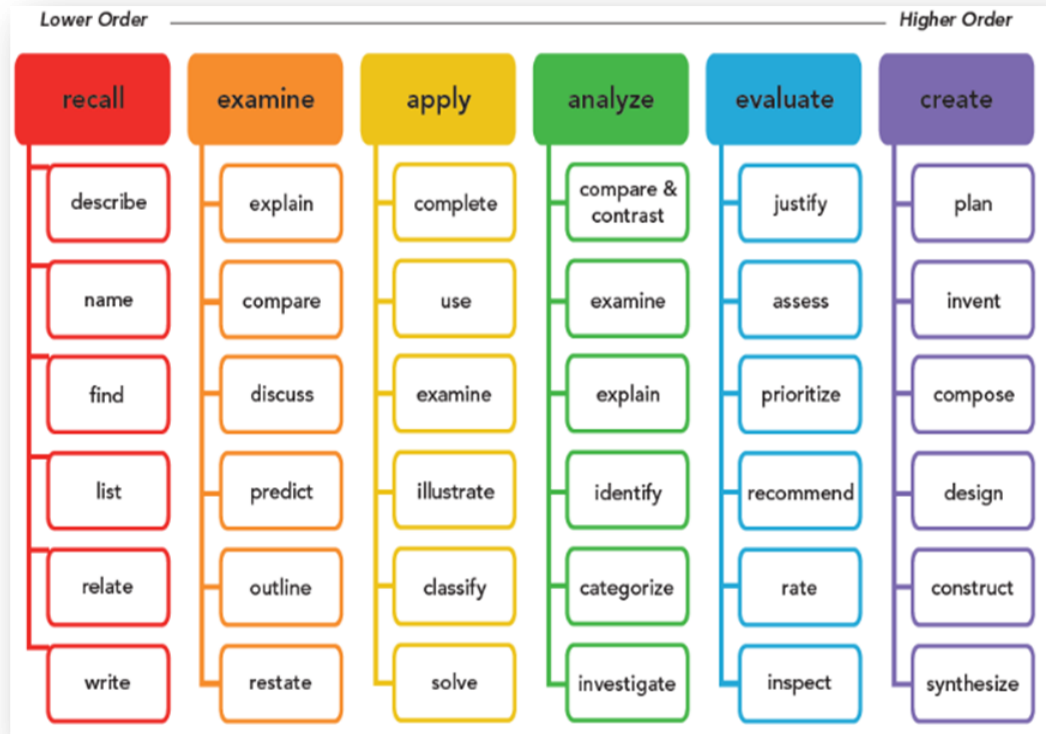 Lower Order Higher Order
recall examine apply analyze evaluate create
describe explain complete compare & contrast justify plan
name compare use examine assess invent
find discuss examine explain prioritize compose
list predict illustrate identify recommend design
relate outline classify categorize rate construct
write restate solve investigate inspect synthesize